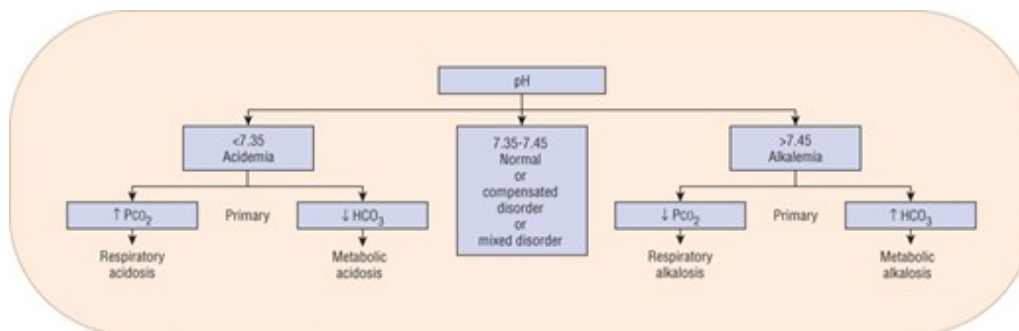 pH
<7.35
Acidemia
7.35-7.45
Normal
or
compensated
disorder
or
mixed disorder
>7.45
Alkalemia
↑ PCO₂
Primary
↓ HCO₃
↓ PCO₂
Primary
↑ HCO₃
Respiratory
acidosis
Metabolic
acidosis
Respiratory
alkalosis
Metabolic
alkalosis